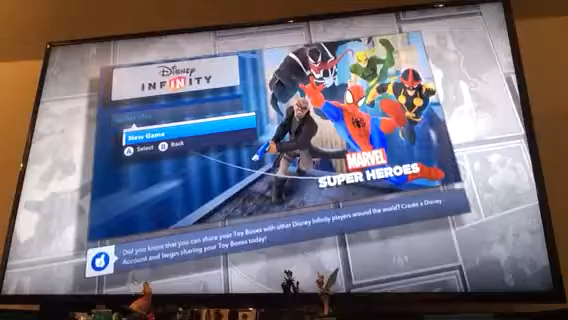 Disney
INFINITY
New Game
A Select B Back
MARVEL
SUPER HEROES
Did you know that you can share your Toy Boxes with other Disney Infinity players around the world? Create a Disney
Account and begin sharing your Toy Boxes today!